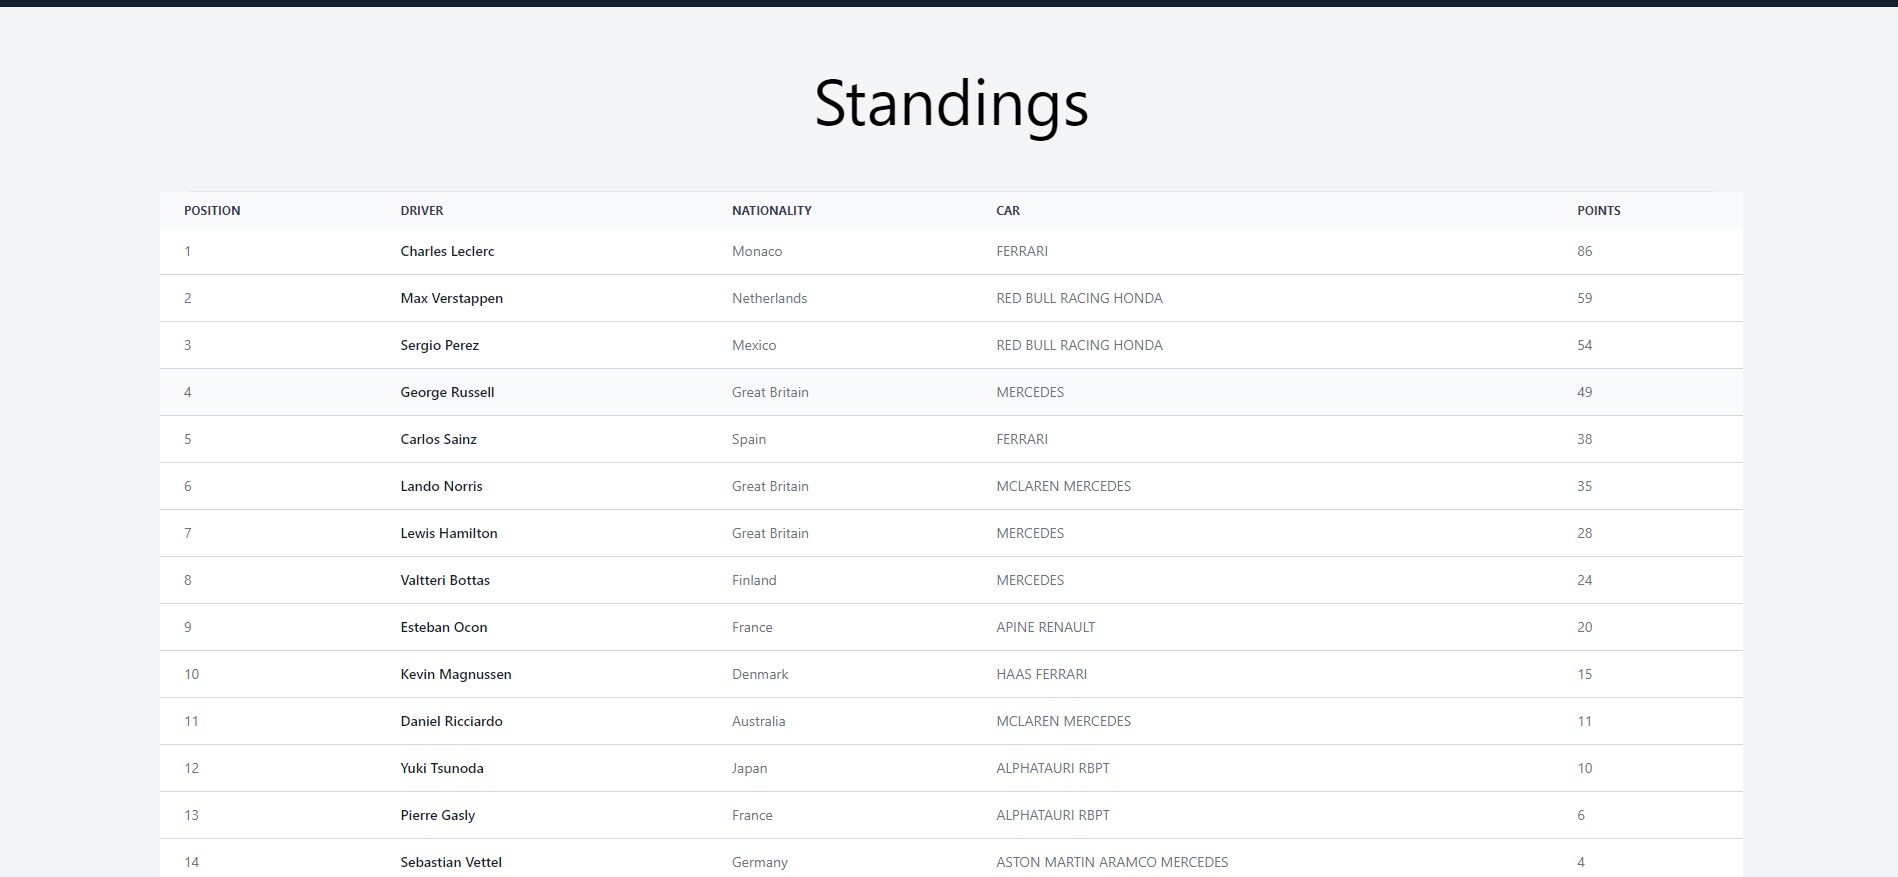 Standings
POSITION DRIVER NATIONALITY CAR POINTS
1 Charles Leclerc Monaco FERRARI 86
2 Max Verstappen Netherlands RED BULL RACING HONDA 59
3 Sergio Perez Mexico RED BULL RACING HONDA 54
4 George Russell Great Britain MERCEDES 49
5 Carlos Sainz Spain FERRARI 38
6 Lando Norris Great Britain MCLAREN MERCEDES 35
7 Lewis Hamilton Great Britain MERCEDES 28
8 Valtteri Bottas Finland MERCEDES 24
9 Esteban Ocon France APINE RENAULT 20
10 Kevin Magnussen Denmark HAAS FERRARI 15
11 Daniel Ricciardo Australia MCLAREN MERCEDES 11
12 Yuki Tsunoda Japan ALPHATAURI RBPT 10
13 Pierre Gasly France ALPHATAURI RBPT 6
14 Sebastian Vettel Germany ASTON MARTIN ARAMCO MERCEDES 4